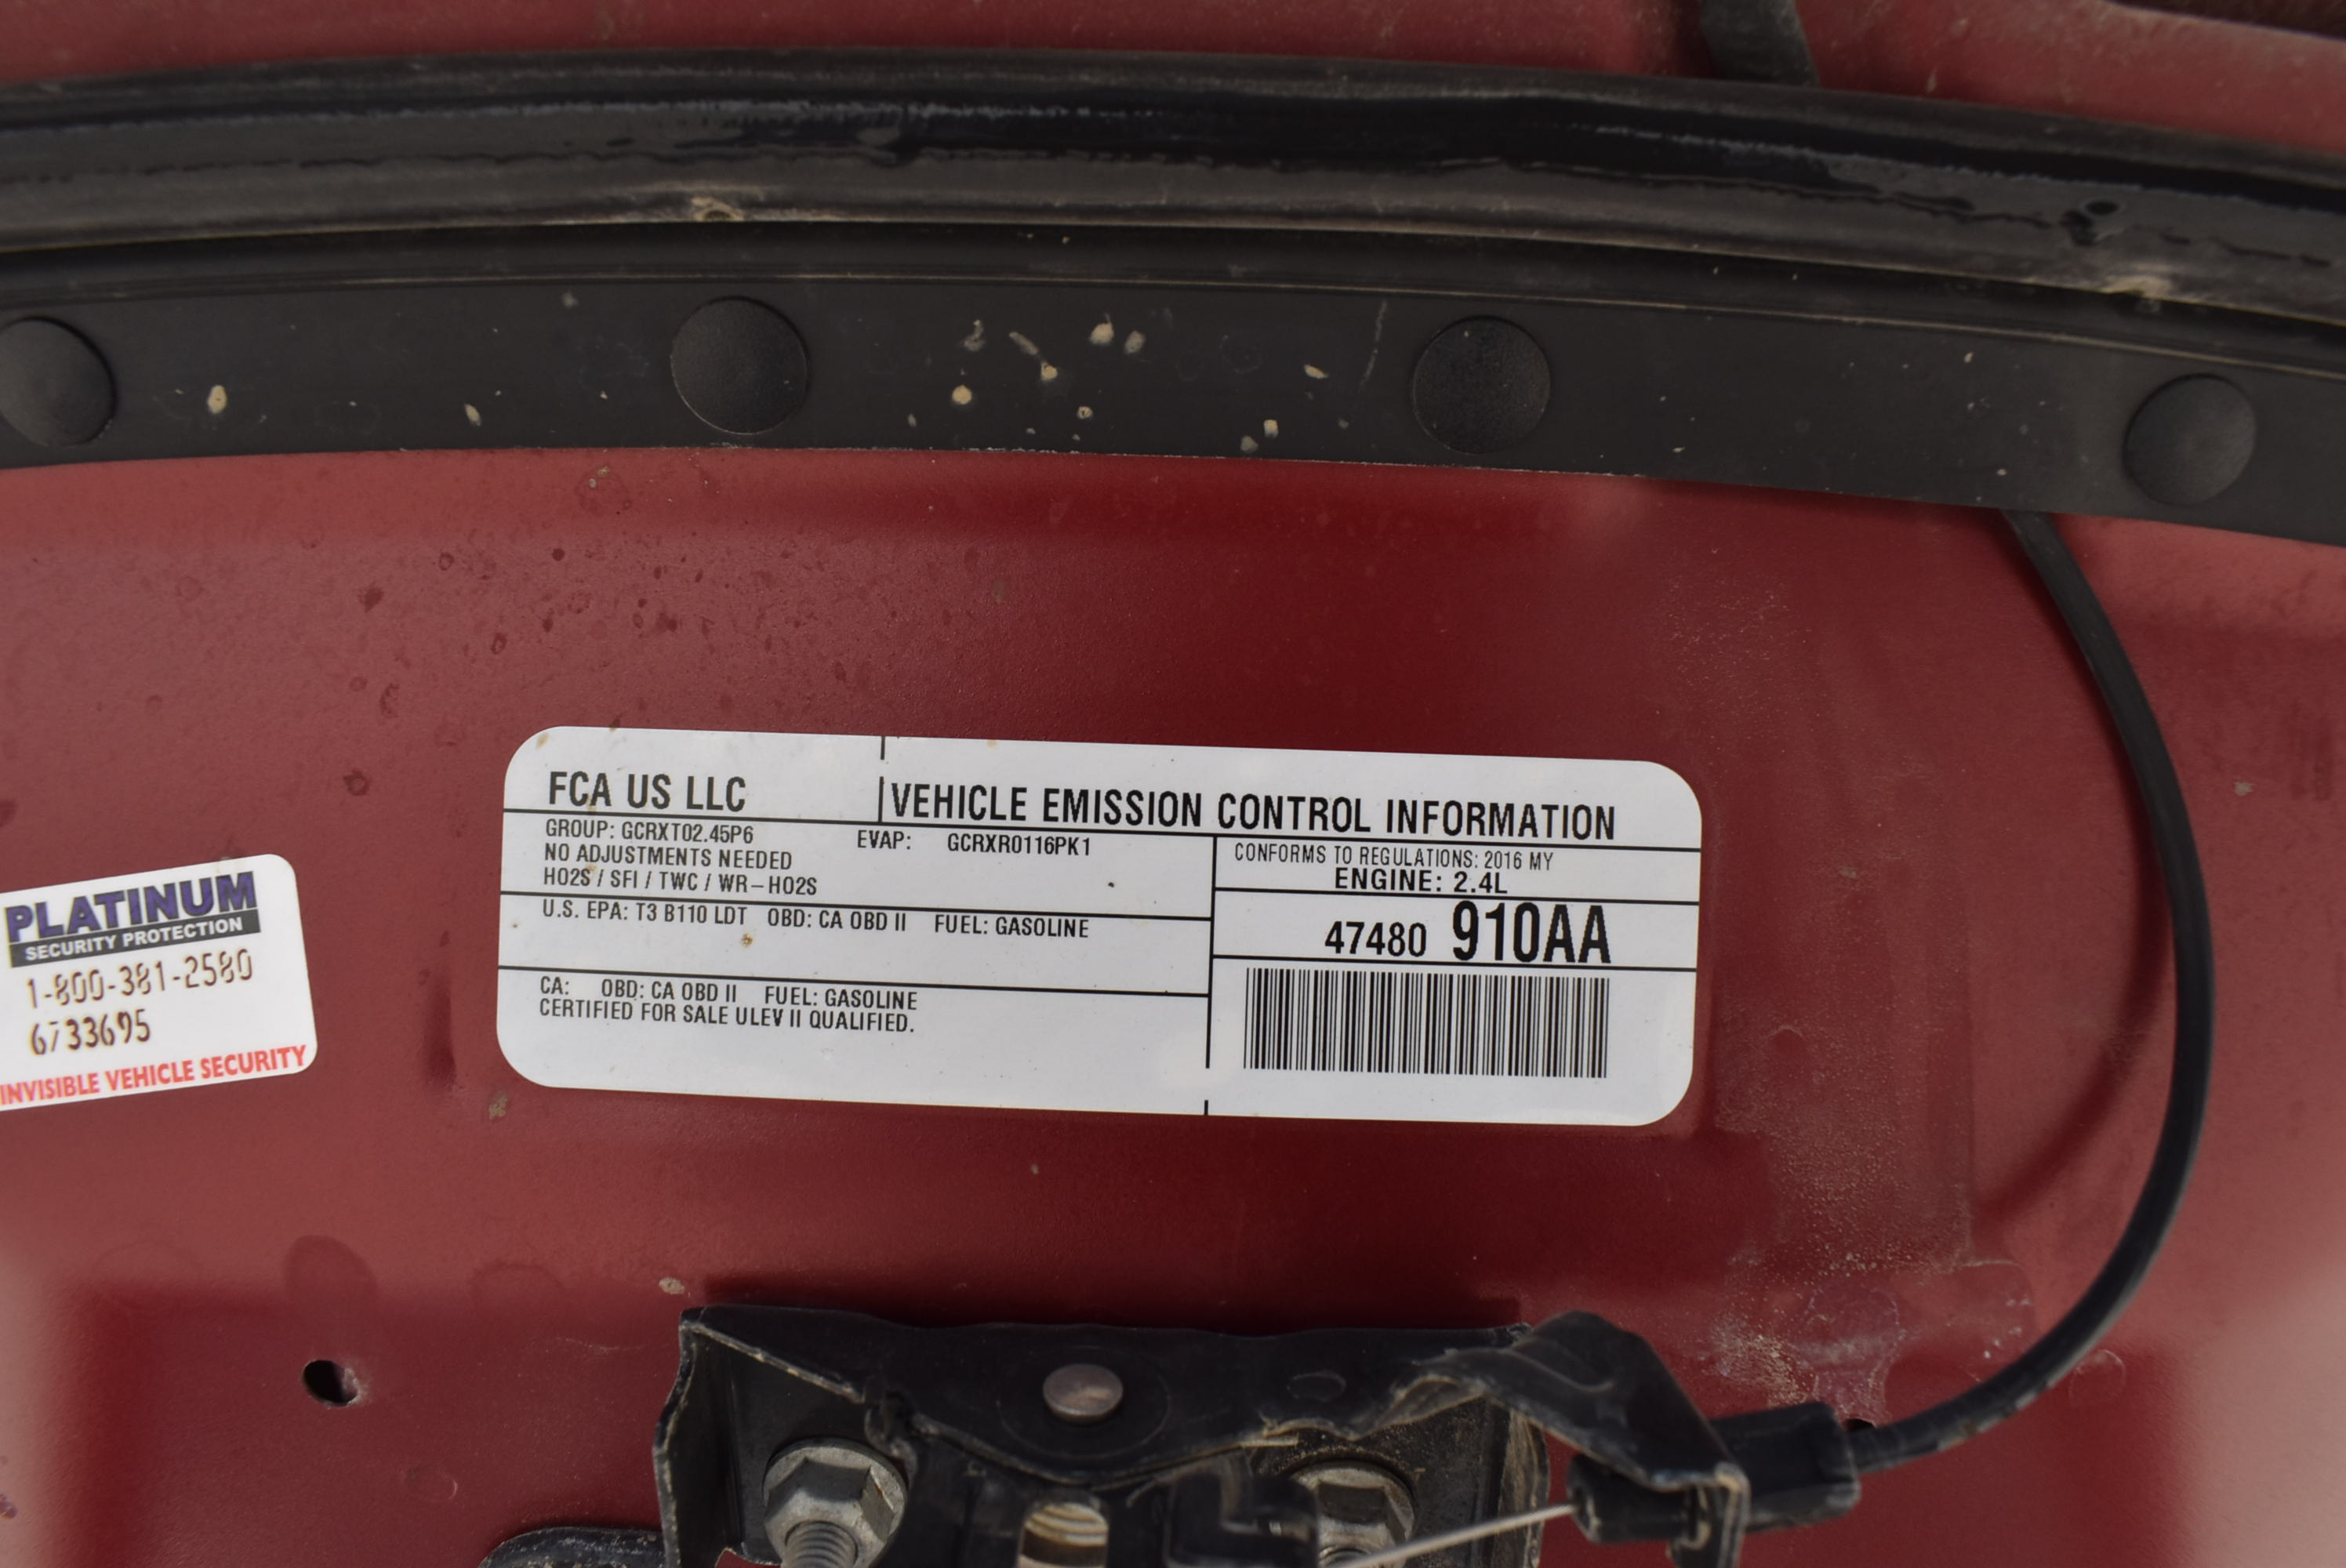 FCA US LLC
VEHICLE EMISSION CONTROL INFORMATION
GROUP: GCRXT02.45P6 EVAP: GCRXR0116PK1
NO ADJUSTMENTS NEEDED
HO2S / SFI / TWC / WR-HO2S
CONFORMS TO REGULATIONS: 2016 MY
ENGINE: 2.4L
U.S. EPA: T3 B110 LDT OBD: CA OBD II FUEL: GASOLINE
47480 910AA
CA: OBD: CA OBD II FUEL: GASOLINE
CERTIFIED FOR SALE ULEV II QUALIFIED.
PLATINUM
SECURITY PROTECTION
1-800-381-2580
6733695
INVISIBLE VEHICLE SECURITY